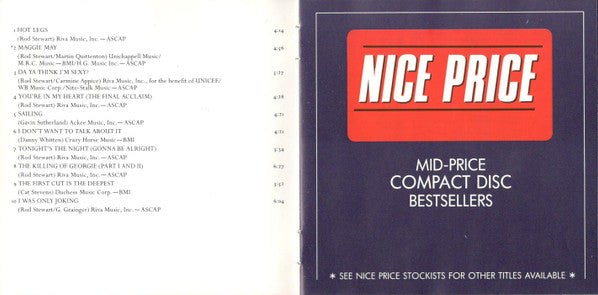 1 HOT LEGS
(Rod Stewart) Riva Music, Inc.—ASCAP 4:14
*2 MAGGIE MAY
(Rod Stewart/Martin Quittenton) Unichappell Music/ 4:56
M.R.C. Music—BMI/H.G. Music Inc.—ASCAP
3 DA YA THINK I'M SEXY?
(Rod Stewart/Carmine Appice) Riva Music, Inc., for the benefit of UNICEF/ 5:17
WB Music Corp./Nite-Stalk Music—ASCAP
4 YOU'RE IN MY HEART (THE FINAL ACCLAIM) 4:28
(Rod Stewart) Riva Music, Inc.—ASCAP
5 SAILING 4:21
(Gavin Sutherland) Ackee Music, Inc.—ASCAP
6 I DON'T WANT TO TALK ABOUT IT 4:21
(Danny Whitten) Crazy Horse Music—BMI
7 TONIGHT'S THE NIGHT (GONNA BE ALRIGHT) 3:54
(Rod Stewart) Riva Music, Inc.—ASCAP
8 THE KILLING OF GEORGIE (PART I AND II) 6:27
(Rod Stewart) Riva Music, Inc.—ASCAP
9 THE FIRST CUT IS THE DEEPEST 3:52
(Cat Stevens) Duchess Music Corp.—BMI
10 I WAS ONLY JOKING 6:04
(Rod Stewart/G. Grainger) Riva Music, Inc.—ASCAP
NICE PRICE
MID-PRICE
COMPACT DISC
BESTSELLERS
* SEE NICE PRICE STOCKISTS FOR OTHER TITLES AVAILABLE *